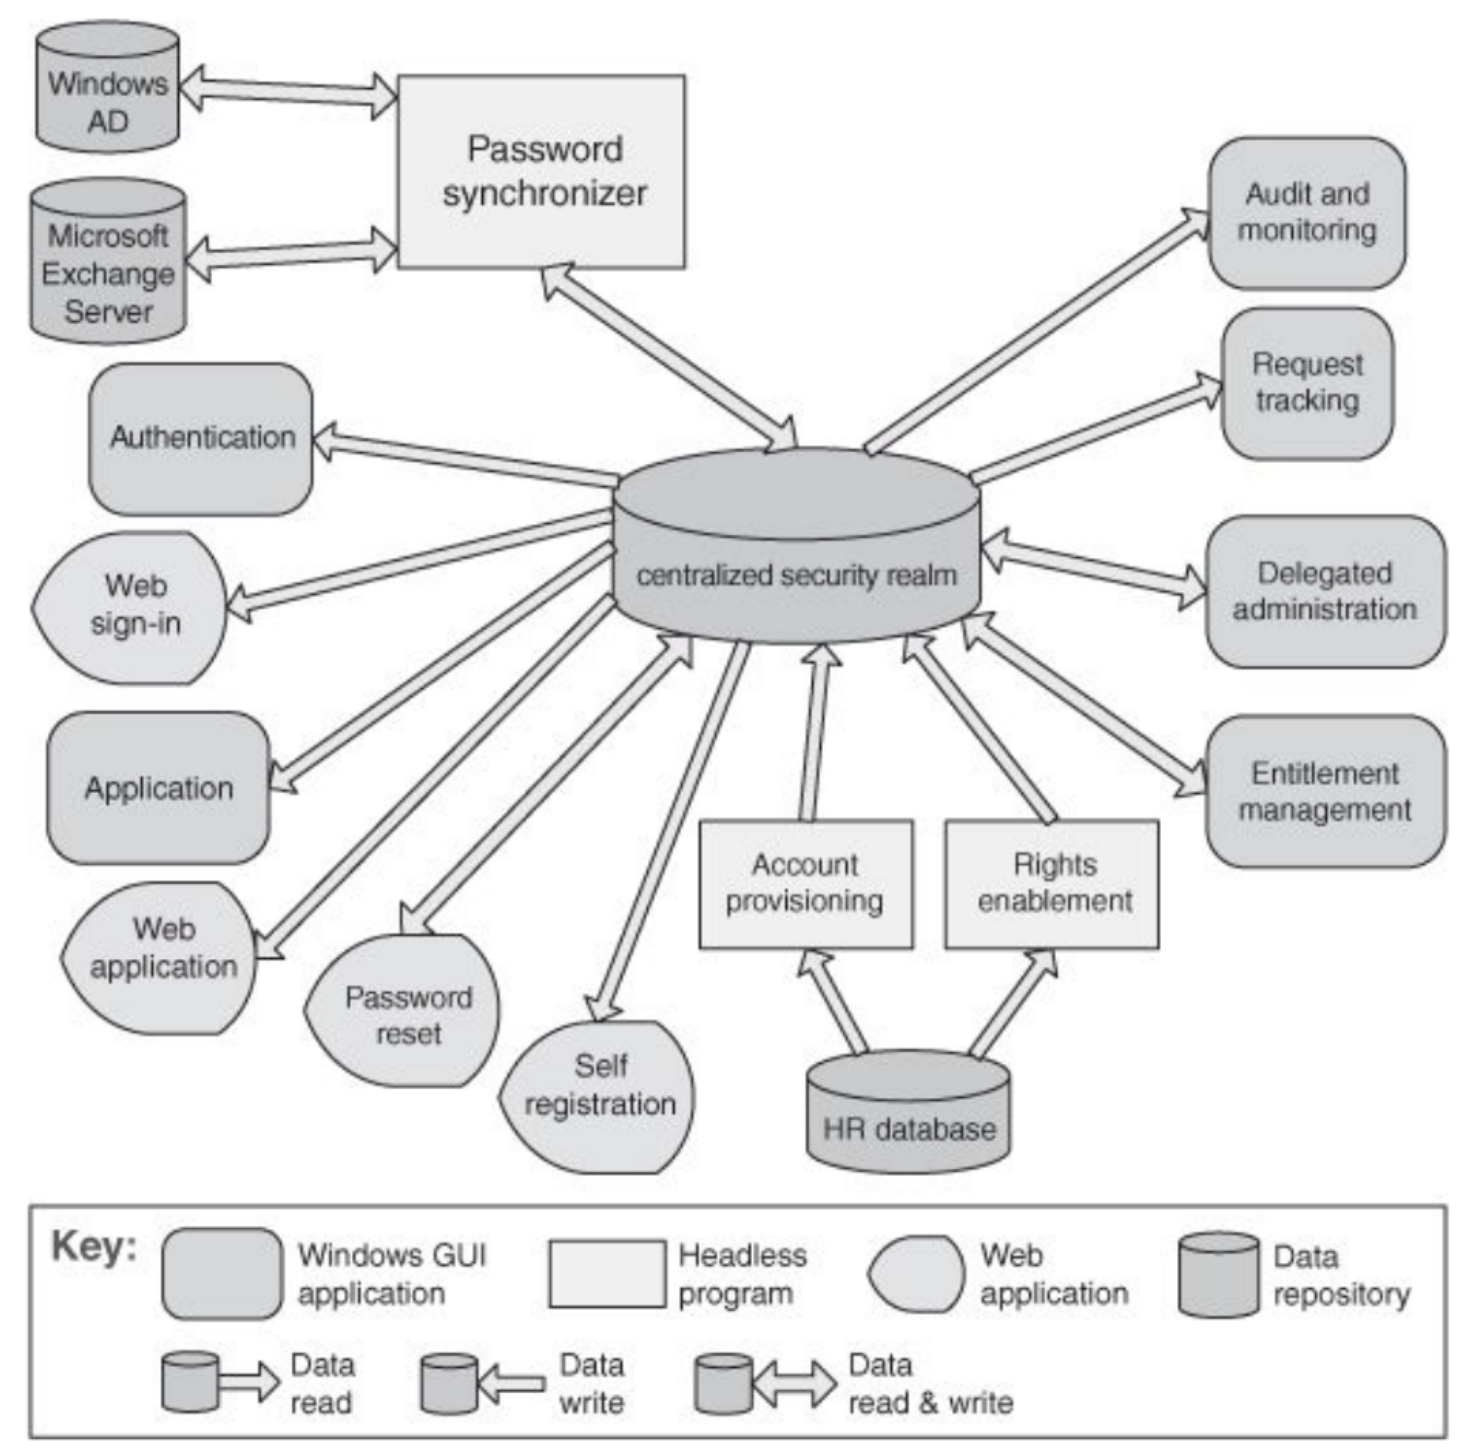 Windows
AD
Password
synchronizer
Microsoft
Exchange
Server
Audit and
monitoring
Request
tracking
Authentication
centralized security realm
Web
sign-in
Delegated
administration
Application
Entitlement
management
Account
provisioning
Rights
enablement
Web
application
Password
reset
Self
registration
HR database
Key:
Windows GUI
application
Headless
program
Web
application
Data
repository
Data
read
Data
write
Data
read & write